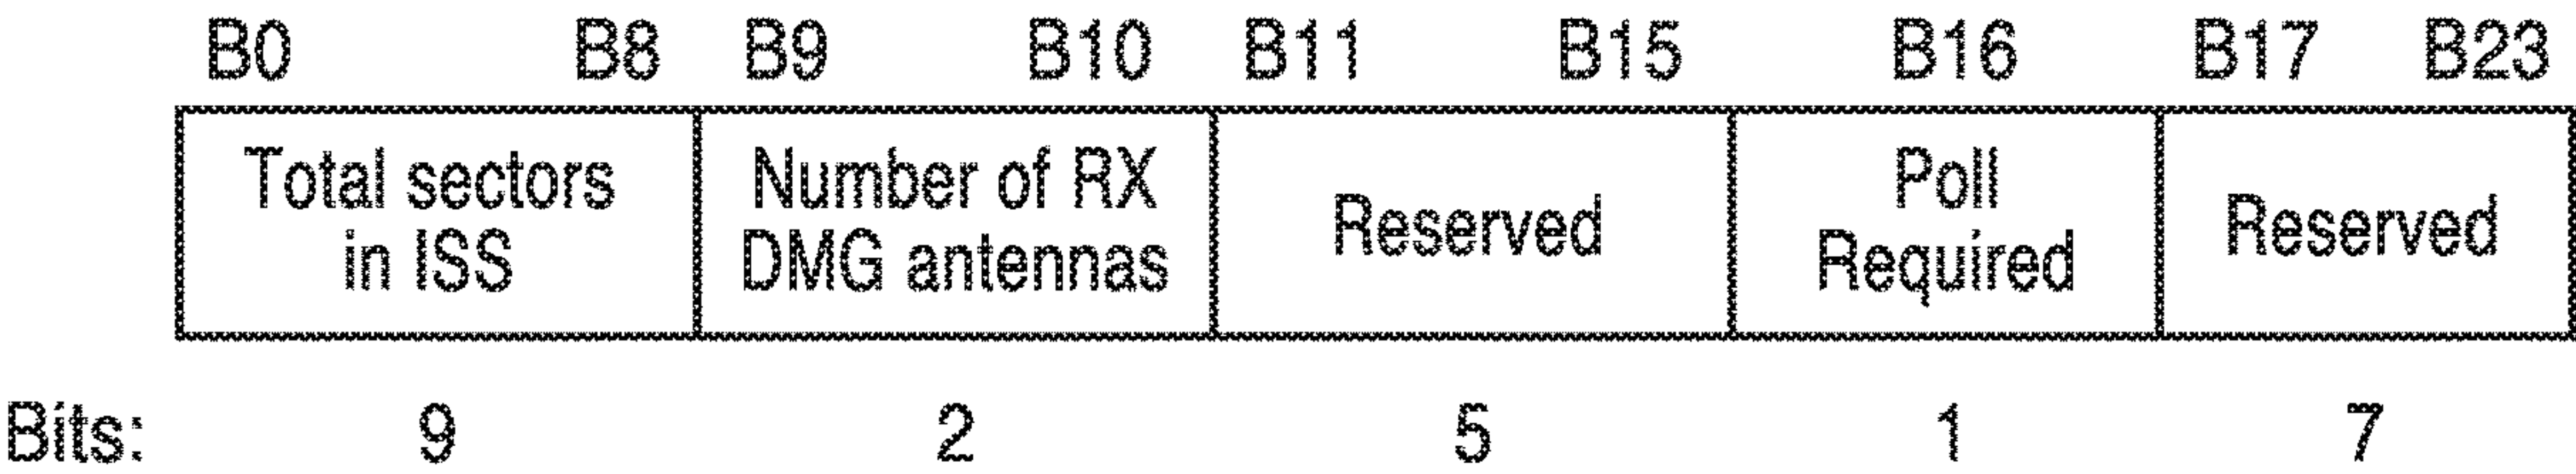 B0 B8 B9 B10 B11 B15 B16 B17 B23
Total sectors Number of RX Reserved Poll Reserved
in ISS DMG antennas Required
Bits: 9 2 5 1 7